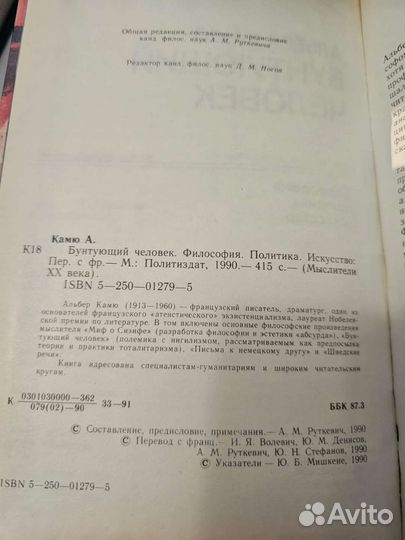 Общая редакция, составление и предисловие
канд. филос. наук А. М. Руткевича
Редактор канд. филос. наук Д. М. Носов
ЧЕЛОВЕК
Камю А.
К18 Бунтующий человек. Философия. Политика. Искусство:
Пер. с фр.— М.: Политиздат, 1990.— 415 с.— (Мыслители
XX века).
ISBN 5—250—01279—5
Альбер Камю (1913—1960) — французский писатель, драматург, один из
основателей французского «атеистического» экзистенциализма, лауреат Нобелев-
ской премии по литературе. В том включены основные философские произведения
мыслителя «Миф о Сизифе» (разработка философии и эстетики «абсурда»), «Бун-
тующий человек» (полемика с нигилизмом, рассматриваемым как предпосылка
теории и практики тоталитаризма), «Письма к немецкому другу» и «Шведские
речи».
Книга адресована специалистам-гуманитариям и широким читательским
кругам.
К 0301030000—362
079(02)—90 33—91
ББК 87.3
© Составление, предисловие, примечания.— А. М. Руткевич, 1990
© Перевод с франц.— И. Я. Волевич, Ю. М. Денисов,
А. М. Руткевич, Ю. Н. Стефанов, 1990
© Указатели — Ю. Б. Мишкене, 1990
ISBN 5—250—01279—5
Avito